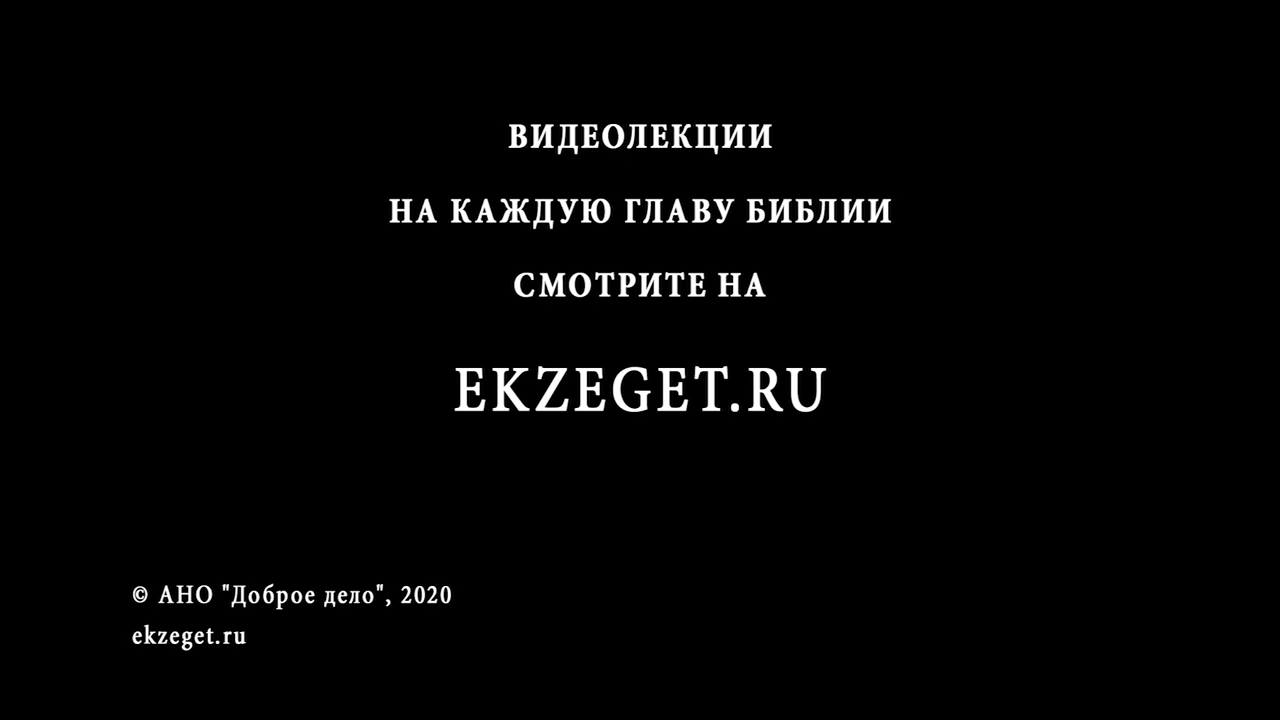 ВИДЕОЛЕКЦИИ
НА КАЖДУЮ ГЛАВУ БИБЛИИ
СМОТРИТЕ НА
EKZEGET.RU
© АНО "Доброе дело", 2020
ekzeget.ru